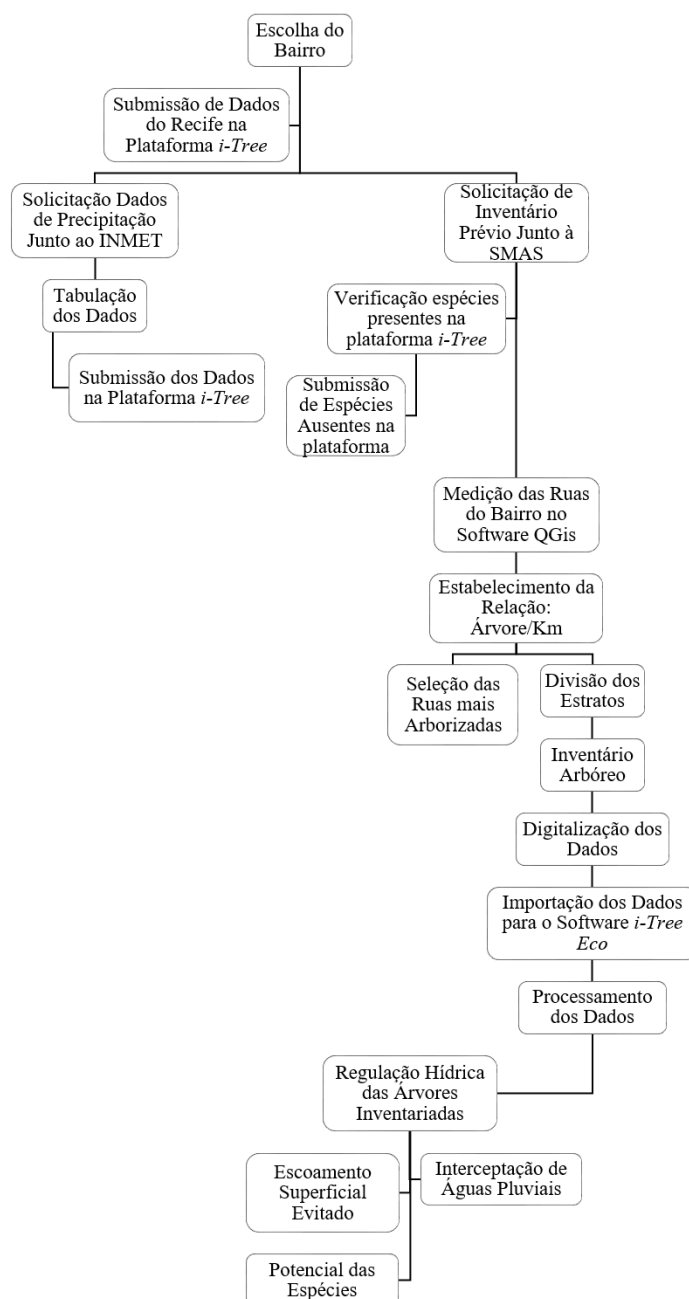 Escolha do
Bairro
Submissão de Dados
do Recife na
Plataforma i-Tree
Solicitação Dados
de Precipitação
Junto ao INMET
Tabulação
dos Dados
Submissão dos Dados
na Plataforma i-Tree
Solicitação de
Inventário
Prévio Junto à
SMAS
Verificação espécies
presentes na
plataforma i-Tree
Submissão
de Espécies
Ausentes na
plataforma
Medição das Ruas
do Bairro no
Software QGis
Estabelecimento da
Relação:
Árvore/Km
Seleção das
Ruas mais
Arborizadas
Divisão dos
Estratos
Inventário
Arbóreo
Digitalização dos
Dados
Importação dos Dados
para o Software i-Tree
Eco
Processamento
dos Dados
Regulação Hídrica
das Árvores
Inventariadas
Escoamento
Superficial
Evitado
Interceptação de
Águas Pluviais
Potencial das
Espécies